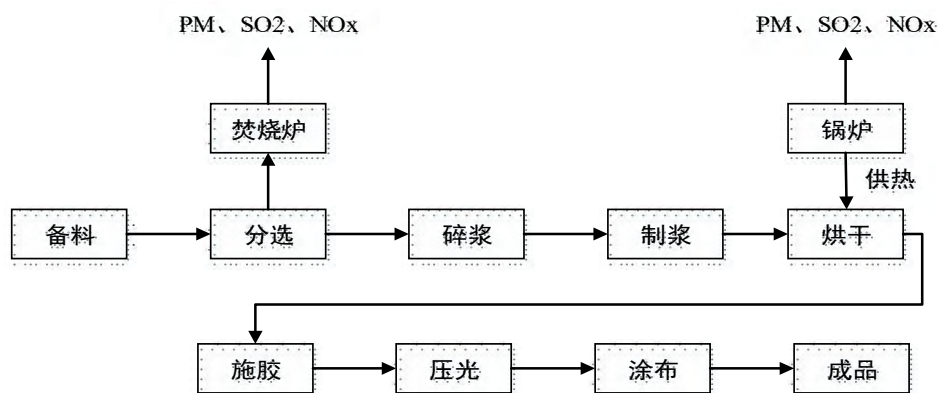 PM、SO2、NOx
PM、SO2、NOx
焚烧炉
锅炉
供热
备料
分选
碎浆
制浆
烘干
施胶
压光
涂布
成品